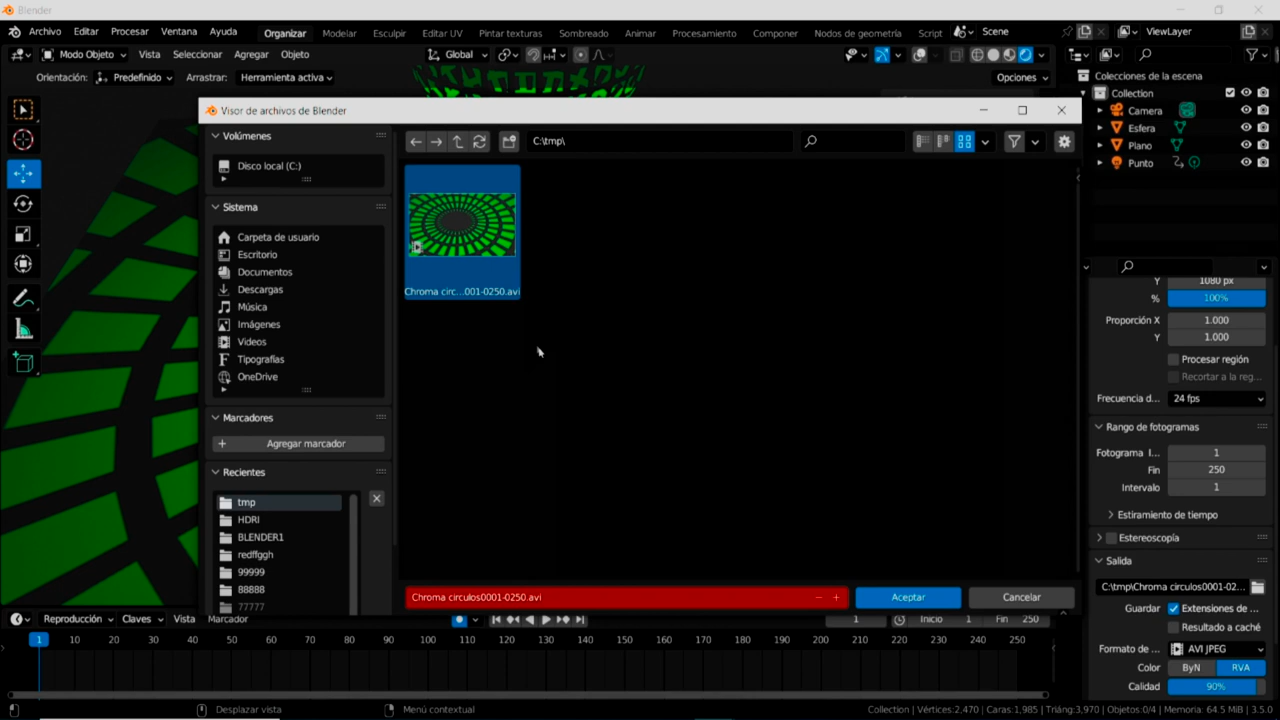 Blender
Archivo Editar Procesar Ventana Ayuda Organizar Modelar Esculpir Editar UV Pintar texturas Sombreado Animar Procesamiento Componer Nodos de geometría Script Scene ViewLayer
Modo Objeto Vista Seleccionar Agregar Objeto Global
Orientación: Predefinido Arrastrar: Herramienta activa Opciones
Colecciones de la escena
Collection
Camera
Esfera
Plano
Punto
Visor de archivos de Blender
Volúmenes
C:\tmp\
Disco local (C:)
Sistema
Carpeta de usuario
Escritorio
Documentos
Descargas
Música
Imágenes
Videos
Tipografías
OneDrive
Marcadores
Agregar marcador
Recientes
tmp
HDRI
BLENDER1
redffggh
99999
88888
77777
Chroma circ...001-0250.avi
Chroma circulos0001-0250.avi
Aceptar Cancelar
Y 1080 px
% 100%
Proporción X 1.000
Y 1.000
Procesar región
Recortar a la reg...
Frecuencia d... 24 fps
Rango de fotogramas
Fotograma I... 1
Fin 250
Intervalo 1
Estiramiento de tiempo
Estereoscopía
Salida
C:\tmp\Chroma circulos0001-02...
Guardar Extensiones de ...
Resultado a caché
Formato de ... AVI JPEG
Color ByN RVA
Calidad 90%
Reproducción Claves Vista Marcador 1 Inicio 1 Fin 250
1 10 20 30 40 50 60 70 80 90 100 110 120 130 140 150 160 170 180 190 200 210 220 230 240 250
Desplazar vista Menú contextual Collection | Vértices:2,470 | Caras:1,985 | Triáng:3,970 | Objetos:0/4 | Memoria: 64.5 MiB | 3.5.0